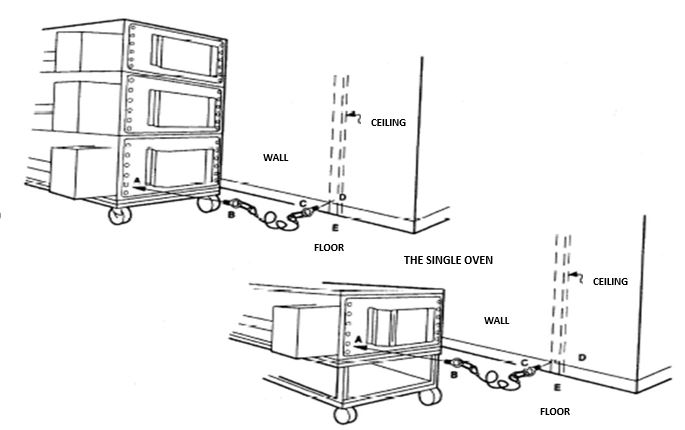 CEILING
WALL
A
C
D
B
E
FLOOR
THE SINGLE OVEN
CEILING
WALL
A
D
C
B
E
FLOOR